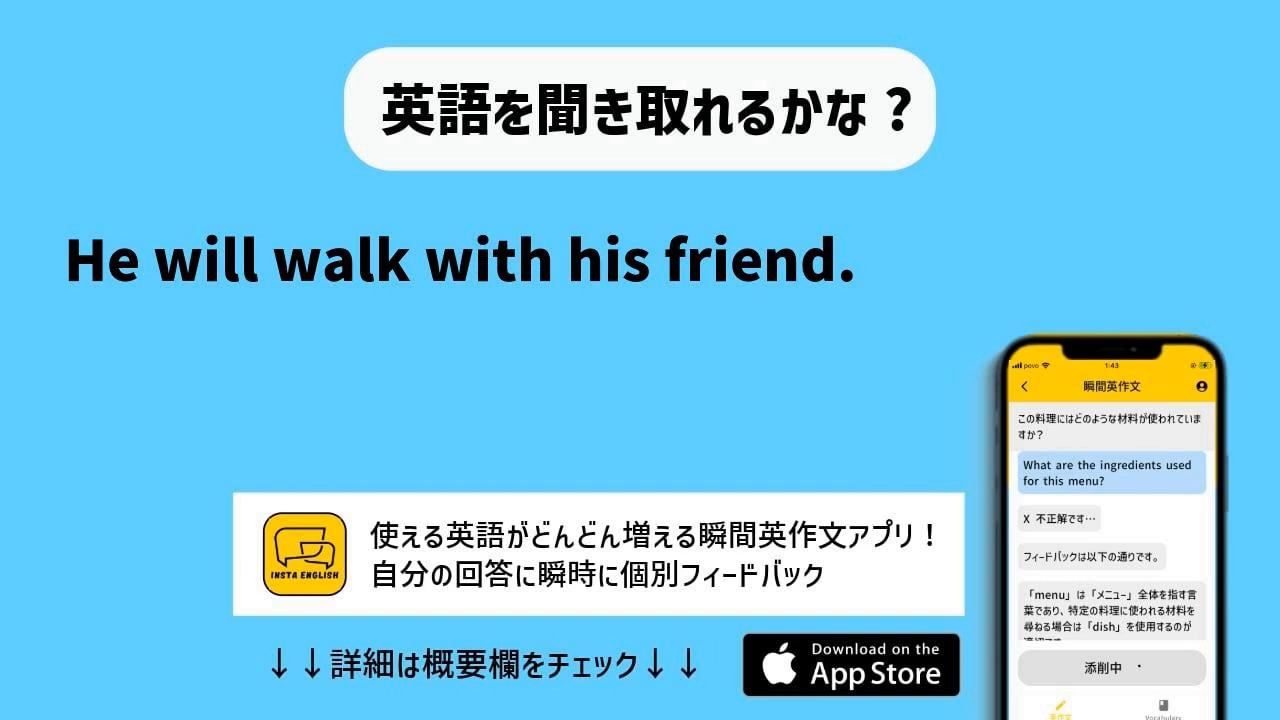 英語を聞き取れるかな？
He will walk with his friend.
使える英語がどんどん増える瞬間英作文アプリ！
自分の回答に瞬時に個別フィードバック
INSTA ENGLISH
↓↓詳細は概要欄をチェック↓↓
Download on the
App Store
povo 1:43
瞬間英作文
この料理にはどのような材料が使われていま
すか？
What are the ingredients used
for this menu?
X 不正解です…
フィードバックは以下の通りです。
「menu」は「メニュー」全体を指す言
葉であり、特定の料理に使われる材料を
尋ねる場合は「dish」を使用するのが
添削中
英作文
Vocabulary